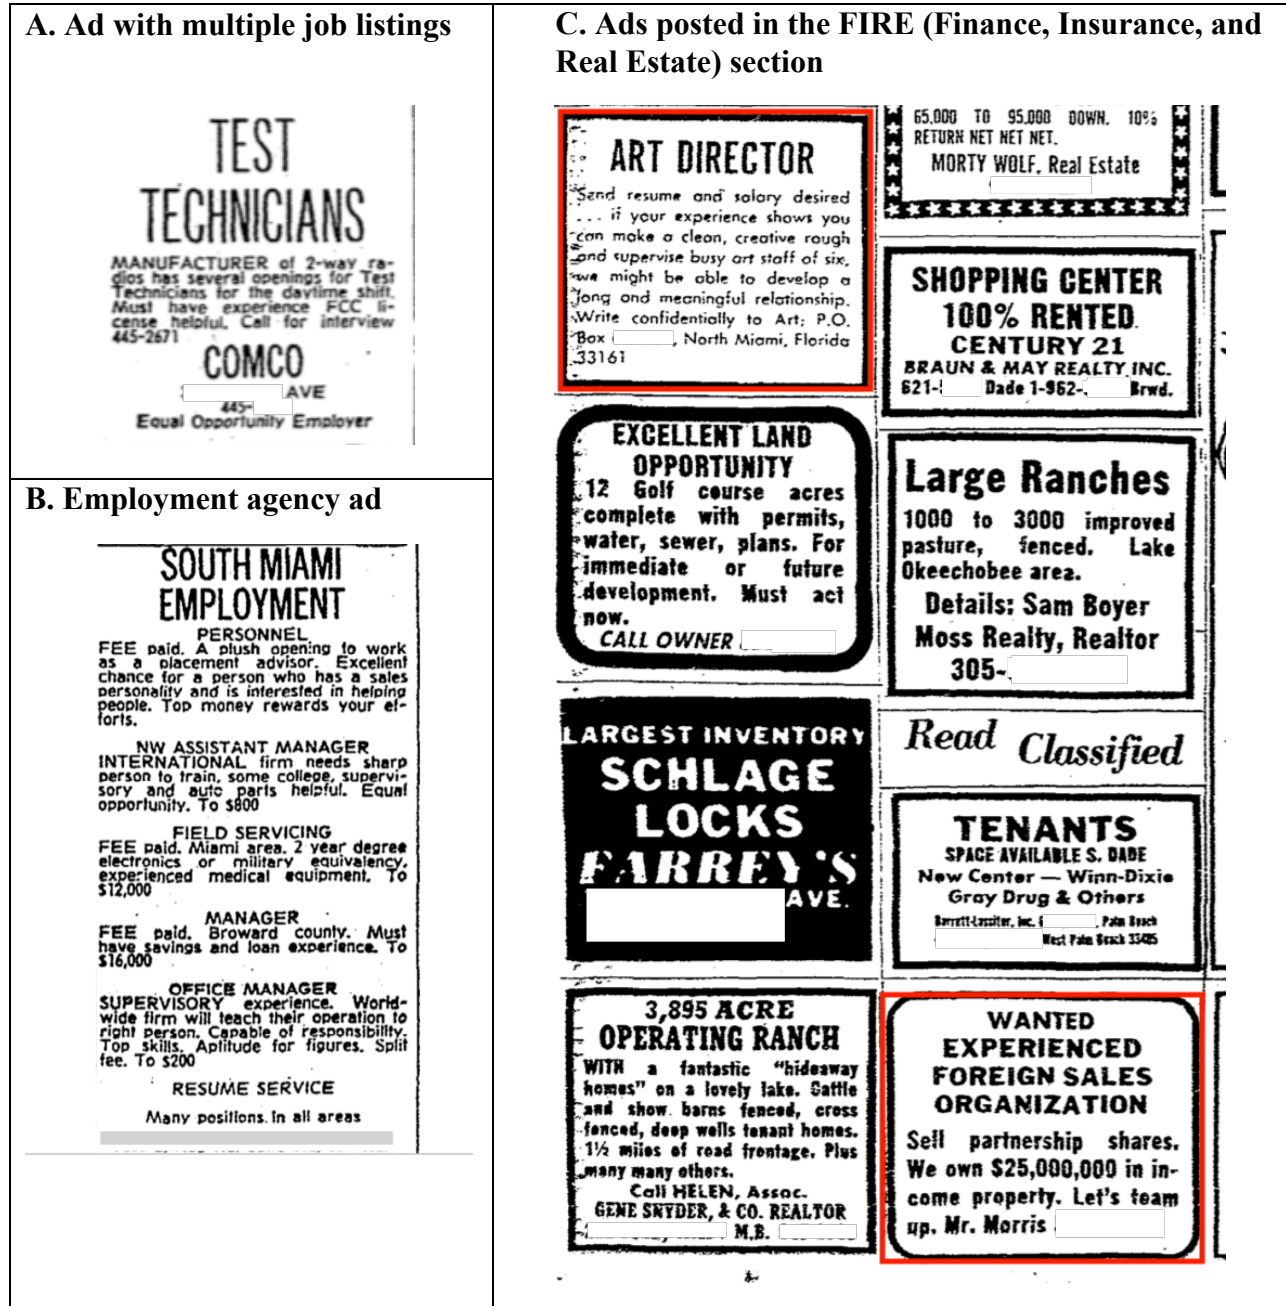 A. Ad with multiple job listings
TEST
TECHNICIANS
MANUFACTURER of 2-way ra-
dios has several openings for Test
Technicians for the daytime shift.
Must have experience FCC li-
cense helpful. Call for interview
445-2671
COMCO
AVE
445-
Equal Opportunity Employer
B. Employment agency ad
SOUTH MIAMI
EMPLOYMENT
PERSONNEL
FEE paid. A plush opening to work
as a placement advisor. Excellent
chance for a person who has a sales
personality and is interested in helping
people. Top money rewards your ef-
forts.
NW ASSISTANT MANAGER
INTERNATIONAL firm needs sharp
person to train, some college, supervi-
sory and auto parts helpful. Equal
opportunity. To $800
FIELD SERVICING
FEE paid. Miami area. 2 year degree
electronics or military equivalency,
experienced medical equipment. To
$12,000
MANAGER
FEE paid. Broward county. Must
have savings and loan experience. To
$16,000
OFFICE MANAGER
SUPERVISORY experience. World-
wide firm will teach their operation to
right person. Capable of responsibility.
Top skills. Aptitude for figures. Split
fee. To $200
RESUME SERVICE
Many positions. In all areas
C. Ads posted in the FIRE (Finance, Insurance, and
Real Estate) section
ART DIRECTOR
Send resume and salary desired
... if your experience shows you
can make a clean, creative rough
and supervise busy art staff of six,
we might be able to develop a
long and meaningful relationship.
Write confidentially to Art; P.O.
Box , North Miami, Florida
33161
EXCELLENT LAND
OPPORTUNITY
12 Golf course acres
complete with permits,
water, sewer, plans. For
immediate or future
development. Must act
now.
CALL OWNER
LARGEST INVENTORY
SCHLAGE
LOCKS
FARREY'S
AVE.
3,895 ACRE
OPERATING RANCH
WITH a fantastic "hideaway
homes" on a lovely lake. Cattle
and show barns fenced, cross
fenced, deep wells tenant homes.
1½ miles of road frontage. Plus
many many others.
Call HELEN, Assoc.
GENE SNYDER, & CO. REALTOR
M.B.
65,000 TO 95,000 DOWN. 10%
RETURN NET NET NET.
MORTY WOLF, Real Estate
SHOPPING CENTER
100% RENTED
CENTURY 21
BRAUN & MAY REALTY INC.
621- Dade 1-962- Brwd.
Large Ranches
1000 to 3000 improved
pasture, fenced. Lake
Okeechobee area.
Details: Sam Boyer
Moss Realty, Realtor
305-
Read Classified
TENANTS
SPACE AVAILABLE S. DADE
New Center — Winn-Dixie
Gray Drug & Others
Barrett-Lassiter, Inc. , Palm Beach
West Palm Beach
WANTED
EXPERIENCED
FOREIGN SALES
ORGANIZATION
Sell partnership shares.
We own $25,000,000 in in-
come property. Let's team
up. Mr. Morris